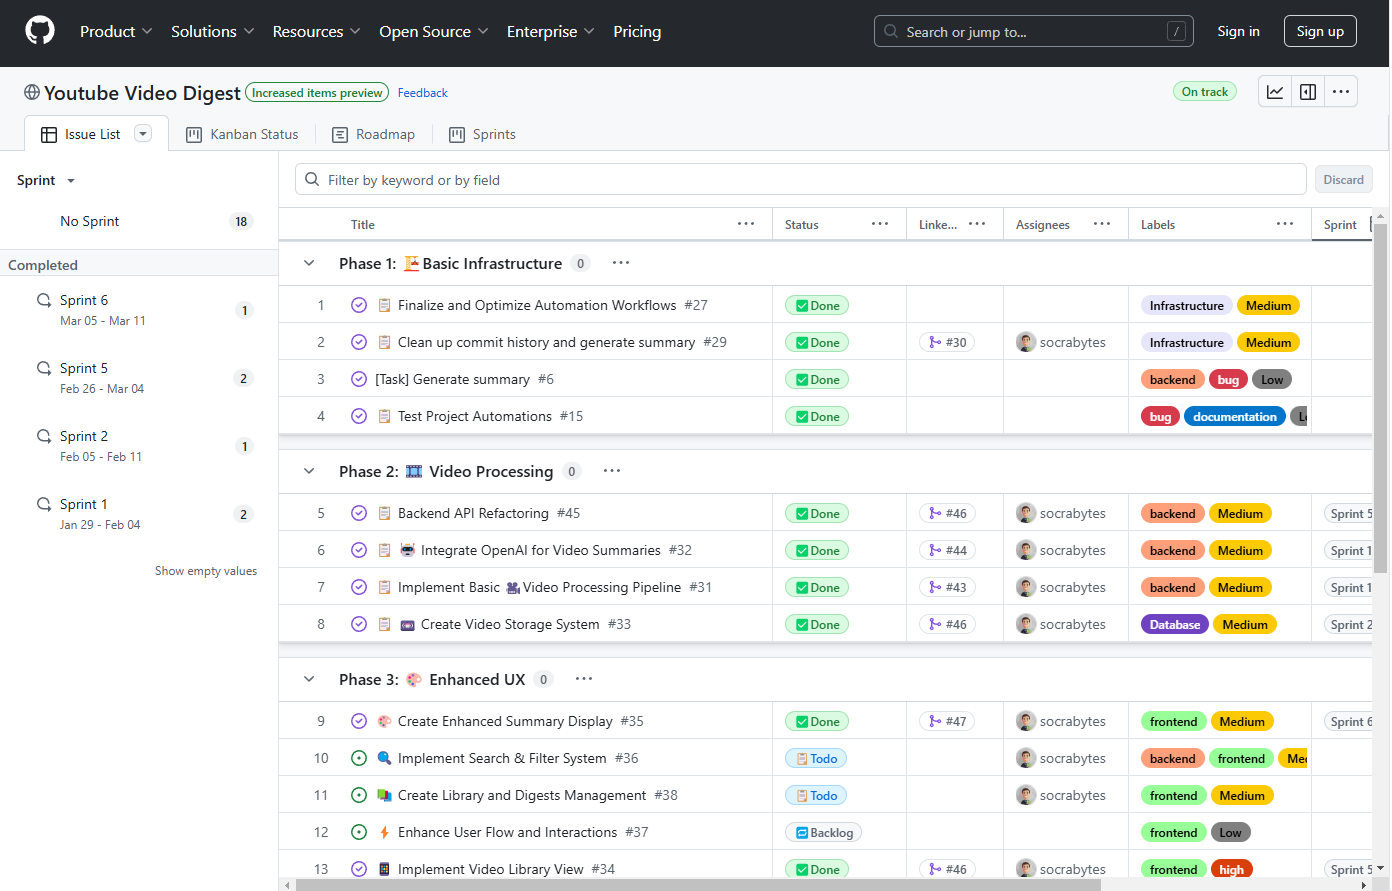 Product Solutions Resources Open Source Enterprise Pricing Search or jump to... / Sign in Sign up
Youtube Video Digest Increased items preview Feedback On track
Issue List Kanban Status Roadmap Sprints
Sprint
No Sprint 18
Completed
Sprint 6
Mar 05 - Mar 11
1
Sprint 5
Feb 26 - Mar 04
2
Sprint 2
Feb 05 - Feb 11
1
Sprint 1
Jan 29 - Feb 04
2
Show empty values
Filter by keyword or by field Discard
Title Status Linke... Assignees Labels Sprint
Phase 1: Basic Infrastructure 0
1 Finalize and Optimize Automation Workflows #27 Done Infrastructure Medium
2 Clean up commit history and generate summary #29 Done #30 socrabytes Infrastructure Medium
3 [Task] Generate summary #6 Done backend bug Low
4 Test Project Automations #15 Done bug documentation
Phase 2: Video Processing 0
5 Backend API Refactoring #45 Done #46 socrabytes backend Medium Sprint 5
6 Integrate OpenAI for Video Summaries #32 Done #44 socrabytes backend Medium Sprint 1
7 Implement Basic Video Processing Pipeline #31 Done #43 socrabytes backend Medium Sprint 1
8 Create Video Storage System #33 Done #46 socrabytes Database Medium Sprint 2
Phase 3: Enhanced UX 0
9 Create Enhanced Summary Display #35 Done #47 socrabytes frontend Medium Sprint 6
10 Implement Search & Filter System #36 Todo socrabytes backend frontend
11 Create Library and Digests Management #38 Todo socrabytes frontend Medium
12 Enhance User Flow and Interactions #37 Backlog frontend Low
13 Implement Video Library View #34 Done #46 socrabytes frontend high Sprint 5